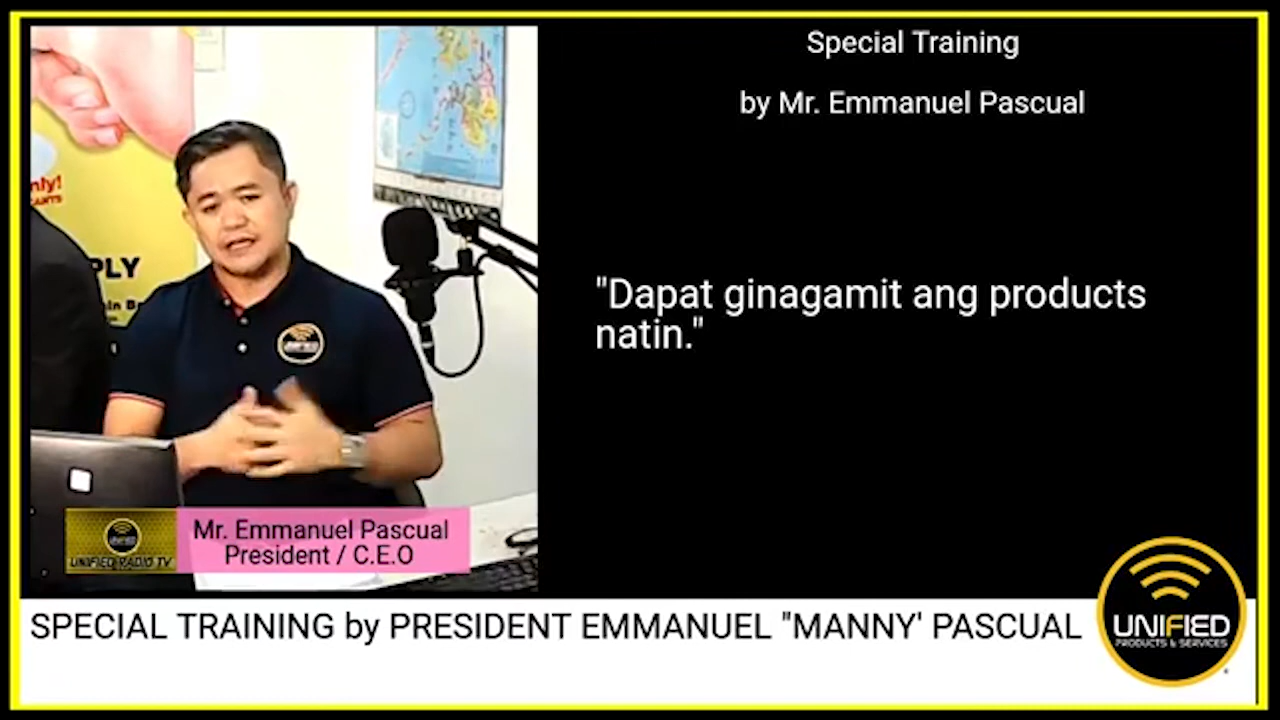 Special Training
by Mr. Emmanuel Pascual
nly!
PLY
"Dapat ginagamit ang products
natin."
Mr. Emmanuel Pascual
President / C.E.O
UNIFIED RADIO TV
SPECIAL TRAINING by PRESIDENT EMMANUEL "MANNY' PASCUAL
UNIFIED
PRODUCTS & SERVICES